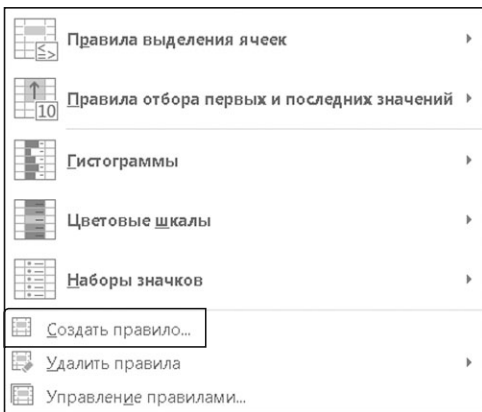 Правила выделения ячеек
10
Правила отбора первых и последних значений
Гистограммы
Цветовые шкалы
Наборы значков
Создать правило...
Удалить правила
Управление правилами...